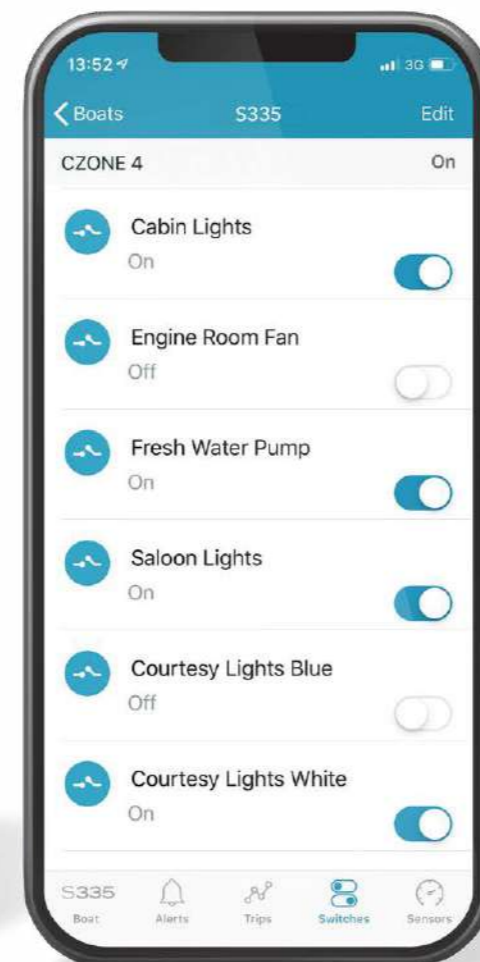 13:52 3G
Boats S335 Edit
CZONE 4 On
Cabin Lights
On
Engine Room Fan
Off
Fresh Water Pump
On
Saloon Lights
On
Courtesy Lights Blue
Off
Courtesy Lights White
On
S335
Boat Alerts Trips Switches Sensors